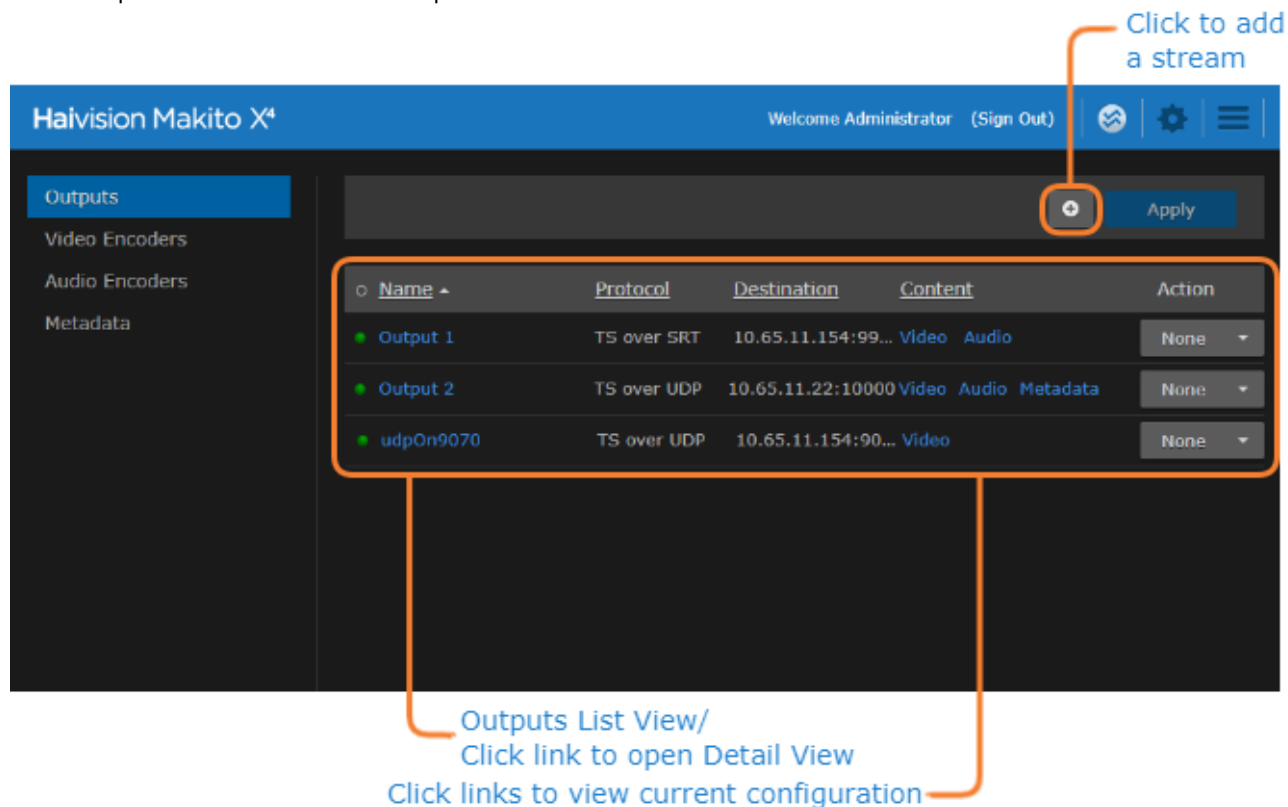 Click to add
a stream
Haivision Makito X⁴
Welcome Administrator (Sign Out)
Outputs
Video Encoders
Audio Encoders
Metadata
Apply
Name Protocol Destination Content Action
Output 1 TS over SRT 10.65.11.154:99... Video Audio None
Output 2 TS over UDP 10.65.11.22:10000 Video Audio Metadata None
udpOn9070 TS over UDP 10.65.11.154:90... Video None
Outputs List View/
Click link to open Detail View
Click links to view current configuration